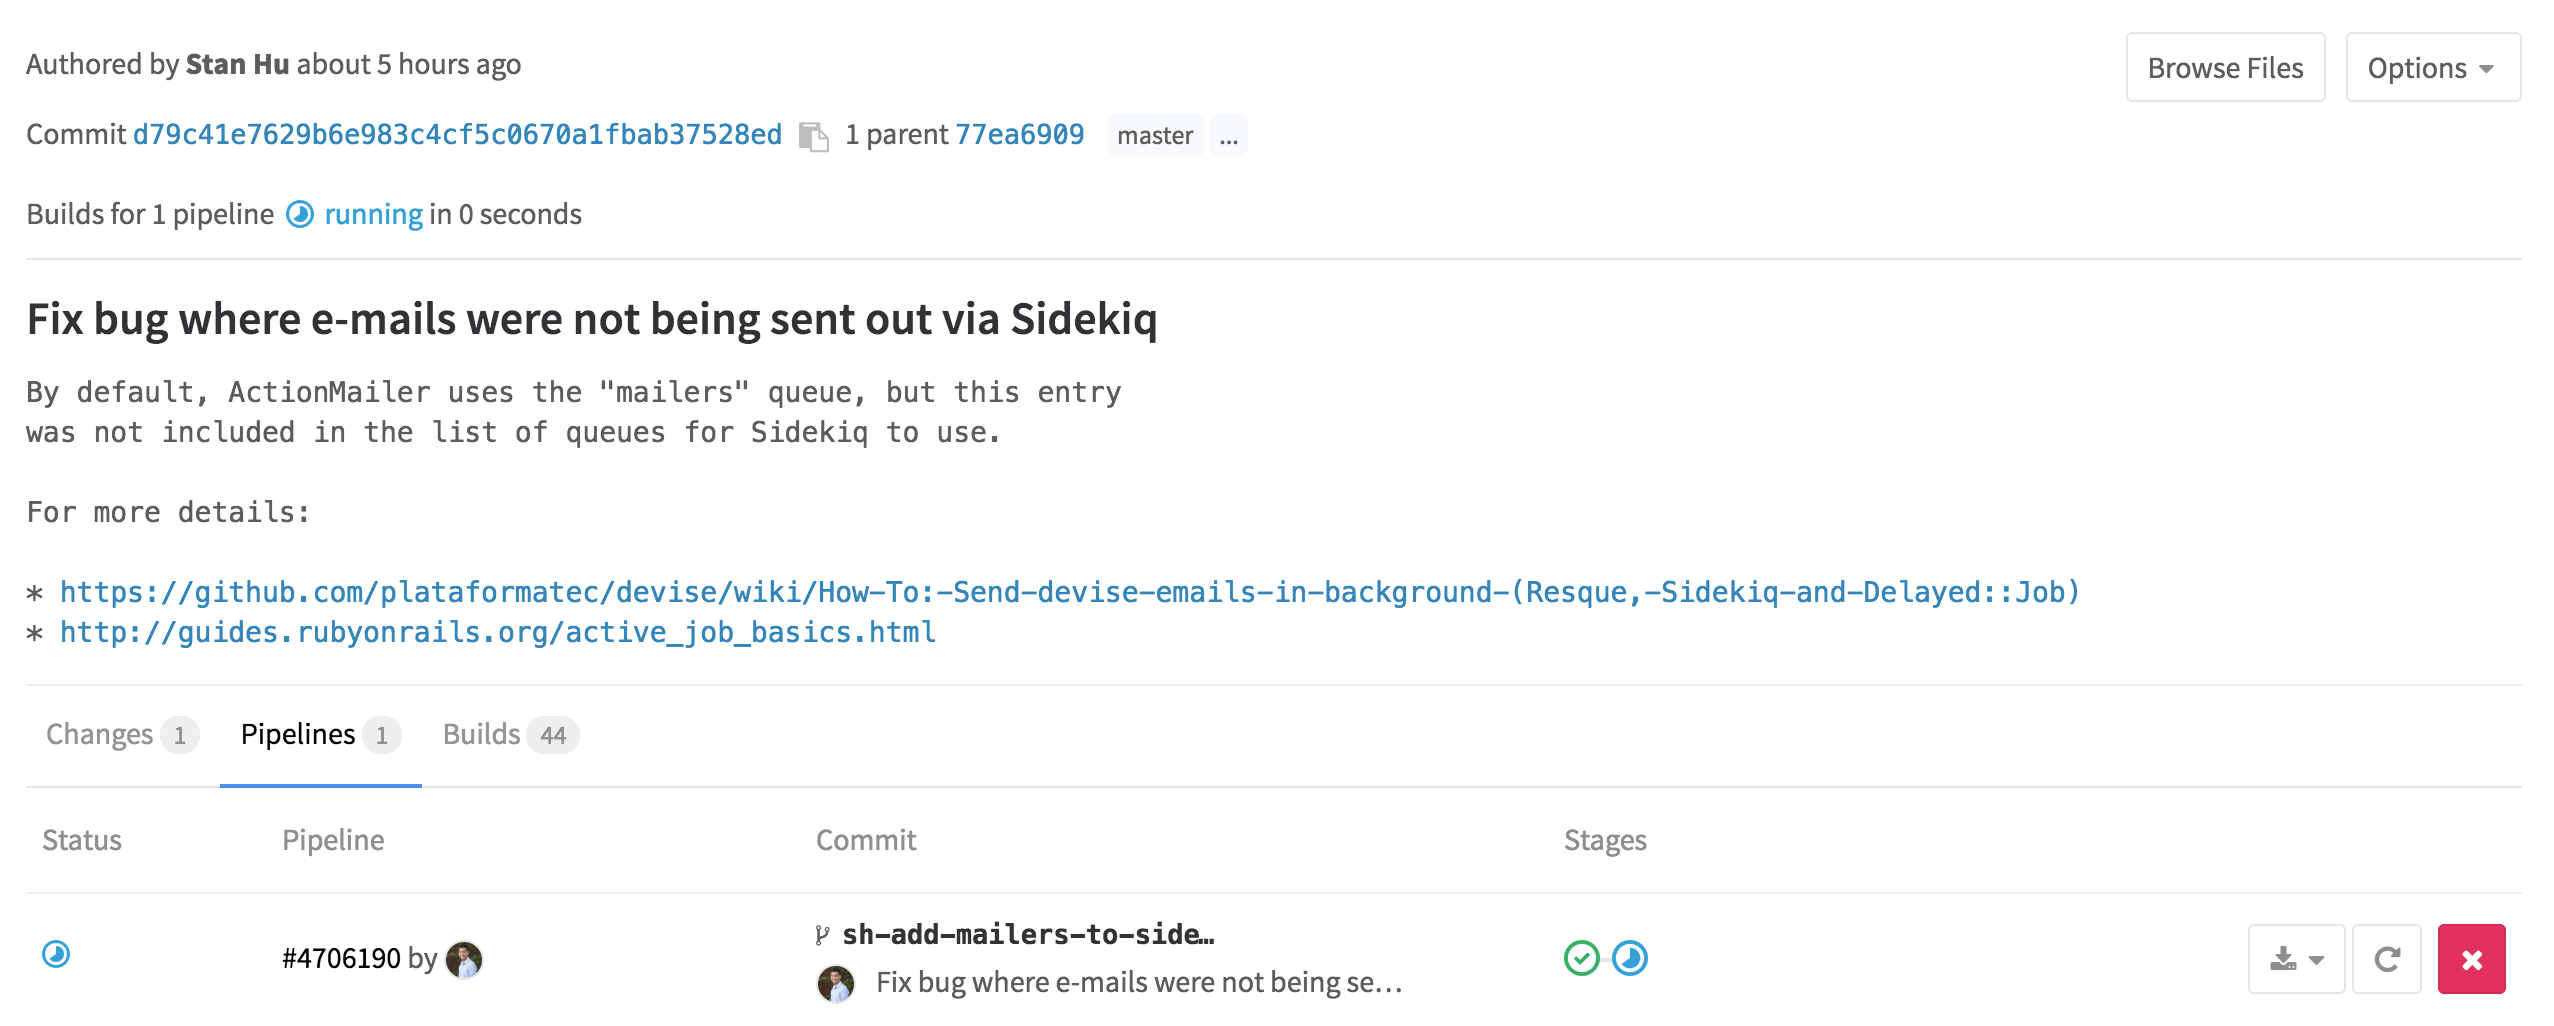 Authored by Stan Hu about 5 hours ago
Browse Files
Options
Commit d79c41e7629b6e983c4cf5c0670a1fbab37528ed 1 parent 77ea6909 master ...
Builds for 1 pipeline running in 0 seconds
Fix bug where e-mails were not being sent out via Sidekiq
By default, ActionMailer uses the "mailers" queue, but this entry
was not included in the list of queues for Sidekiq to use.
For more details:
* https://github.com/plataformatec/devise/wiki/How-To:-Send-devise-emails-in-background-(Resque,-Sidekiq-and-Delayed::Job)
* http://guides.rubyonrails.org/active_job_basics.html
Changes 1 Pipelines 1 Builds 44
Status Pipeline Commit Stages
#4706190 by
sh-add-mailers-to-side…
Fix bug where e-mails were not being se…